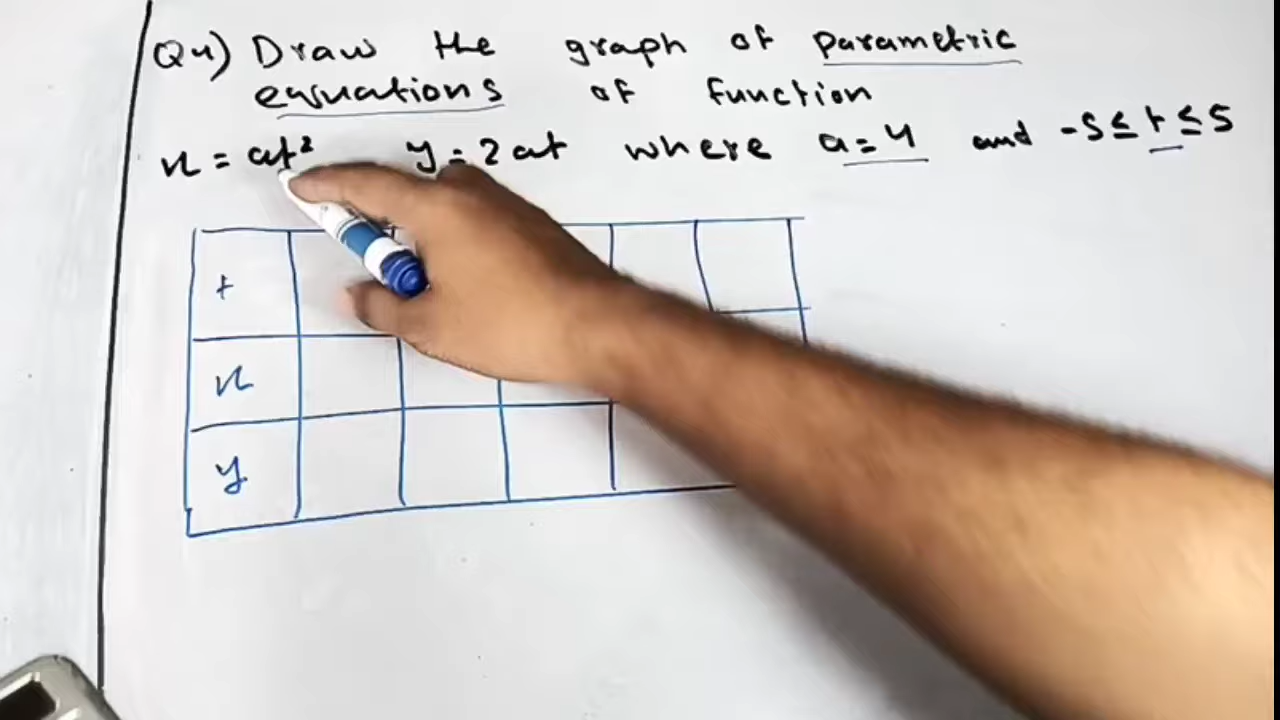 Q4) Draw the graph of parametric
equations of function
x = at² y = 2at where a = 4 and -5 ≤ t ≤ 5
t
x
y